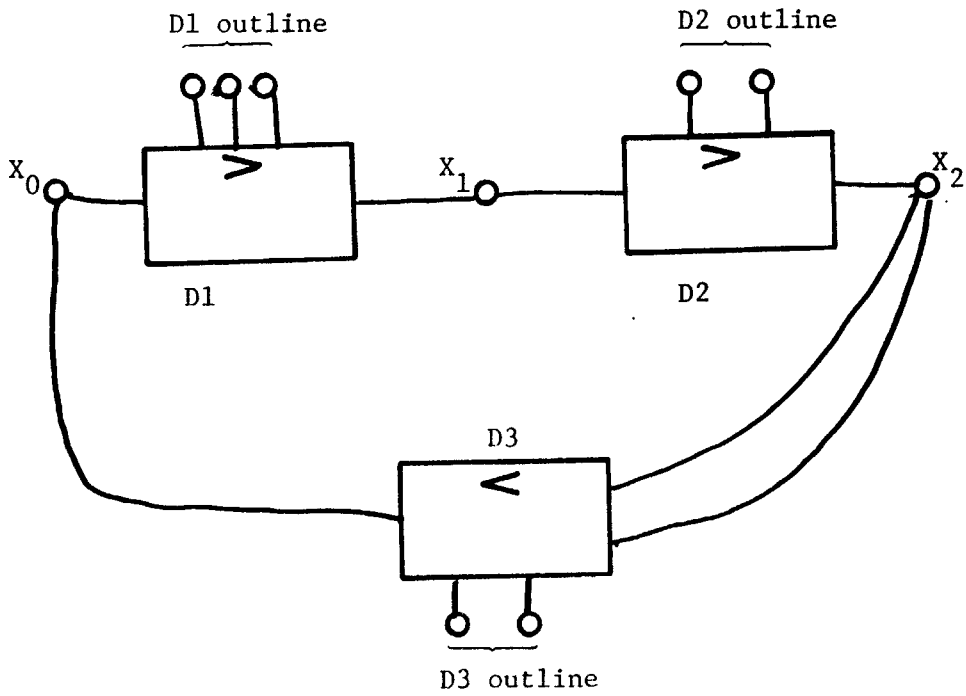 D1 outline
D2 outline
>
>
X0
X1
X2
D1
D2
D3
<
D3 outline